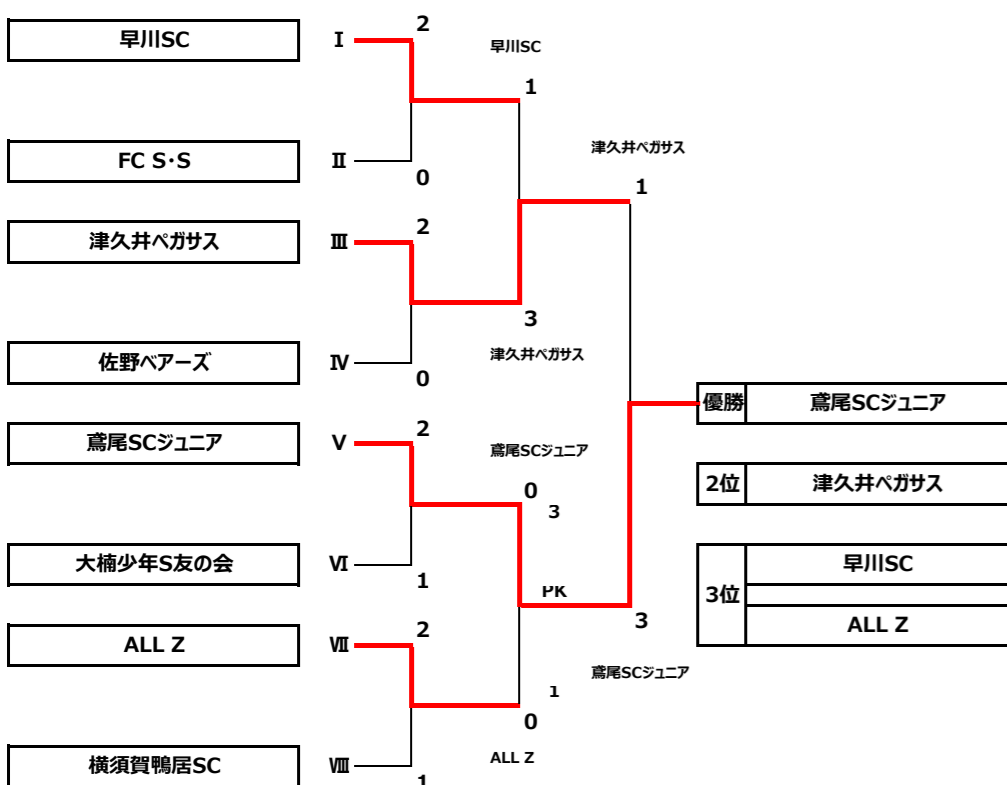 2
早川SC
Ⅰ
早川SC
1
FC S・S
Ⅱ
0
津久井ペガサス
1
2
津久井ペガサス
Ⅲ
3
津久井ペガサス
佐野ベアーズ
Ⅳ
0
優勝
鳶尾SCジュニア
2
鳶尾SCジュニア
Ⅴ
鳶尾SCジュニア
0
3
2位
津久井ペガサス
大楠少年S友の会
Ⅵ
1
PK
3
3位
早川SC
ALL Z
2
ALL Z
Ⅶ
鳶尾SCジュニア
1
0
ALL Z
横須賀鴨居SC
Ⅷ
1